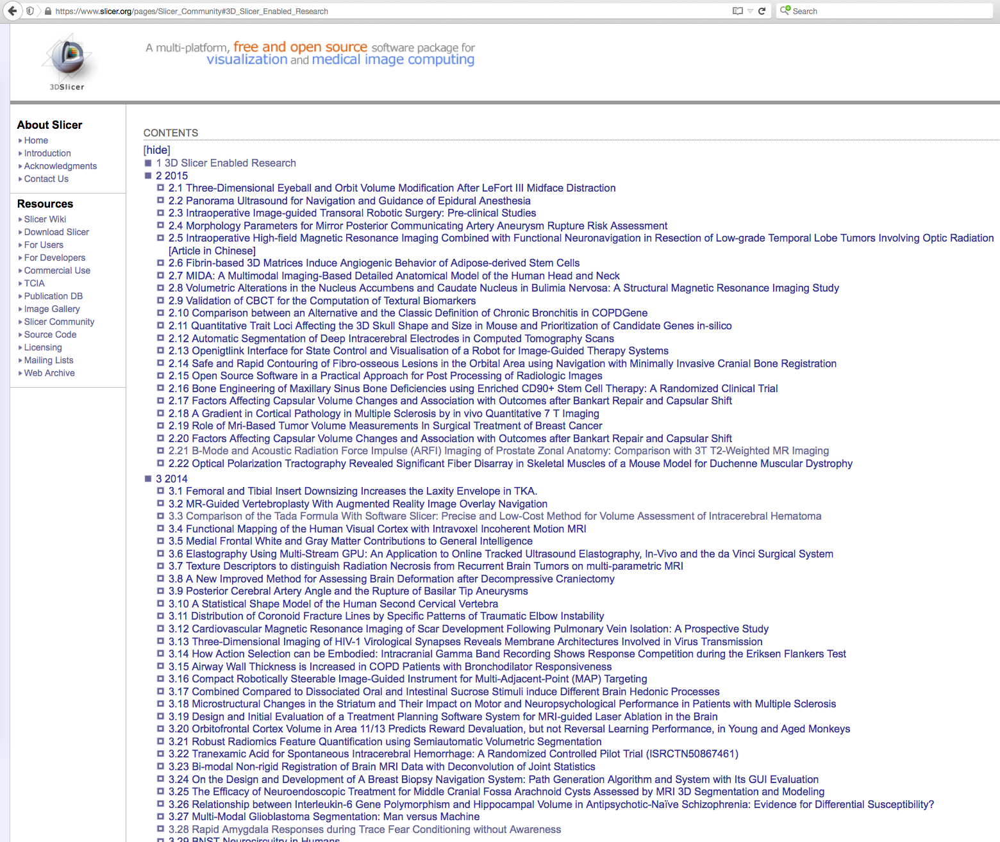 https://www.slicer.org/pages/Slicer_Community#3D_Slicer_Enabled_Research
Search
A multi-platform, free and open source software package for
visualization and medical image computing
3DSlicer
About Slicer
Home
Introduction
Acknowledgments
Contact Us
Resources
Slicer Wiki
Download Slicer
For Users
For Developers
Commercial Use
TCIA
Publication DB
Image Gallery
Slicer Community
Source Code
Licensing
Mailing Lists
Web Archive
CONTENTS
[hide]
1 3D Slicer Enabled Research
2 2015
2.1 Three-Dimensional Eyeball and Orbit Volume Modification After LeFort III Midface Distraction
2.2 Panorama Ultrasound for Navigation and Guidance of Epidural Anesthesia
2.3 Intraoperative Image-guided Transoral Robotic Surgery: Pre-clinical Studies
2.4 Morphology Parameters for Mirror Posterior Communicating Artery Aneurysm Rupture Risk Assessment
2.5 Intraoperative High-field Magnetic Resonance Imaging Combined with Functional Neuronavigation in Resection of Low-grade Temporal Lobe Tumors Involving Optic Radiation
[Article in Chinese]
2.6 Fibrin-based 3D Matrices Induce Angiogenic Behavior of Adipose-derived Stem Cells
2.7 MIDA: A Multimodal Imaging-Based Detailed Anatomical Model of the Human Head and Neck
2.8 Volumetric Alterations in the Nucleus Accumbens and Caudate Nucleus in Bulimia Nervosa: A Structural Magnetic Resonance Imaging Study
2.9 Validation of CBCT for the Computation of Textural Biomarkers
2.10 Comparison between an Alternative and the Classic Definition of Chronic Bronchitis in COPDGene
2.11 Quantitative Trait Loci Affecting the 3D Skull Shape and Size in Mouse and Prioritization of Candidate Genes in-silico
2.12 Automatic Segmentation of Deep Intracerebral Electrodes in Computed Tomography Scans
2.13 Openigtlink Interface for State Control and Visualisation of a Robot for Image-Guided Therapy Systems
2.14 Safe and Rapid Contouring of Fibro-osseous Lesions in the Orbital Area using Navigation with Minimally Invasive Cranial Bone Registration
2.15 Open Source Software in a Practical Approach for Post Processing of Radiologic Images
2.16 Bone Engineering of Maxillary Sinus Bone Deficiencies using Enriched CD90+ Stem Cell Therapy: A Randomized Clinical Trial
2.17 Factors Affecting Capsular Volume Changes and Association with Outcomes after Bankart Repair and Capsular Shift
2.18 A Gradient in Cortical Pathology in Multiple Sclerosis by in vivo Quantitative 7 T Imaging
2.19 Role of Mri-Based Tumor Volume Measurements In Surgical Treatment of Breast Cancer
2.20 Factors Affecting Capsular Volume Changes and Association with Outcomes after Bankart Repair and Capsular Shift
2.21 B-Mode and Acoustic Radiation Force Impulse (ARFI) Imaging of Prostate Zonal Anatomy: Comparison with 3T T2-Weighted MR Imaging
2.22 Optical Polarization Tractography Revealed Significant Fiber Disarray in Skeletal Muscles of a Mouse Model for Duchenne Muscular Dystrophy
3 2014
3.1 Femoral and Tibial Insert Downsizing Increases the Laxity Envelope in TKA.
3.2 MR-Guided Vertebroplasty With Augmented Reality Image Overlay Navigation
3.3 Comparison of the Tada Formula With Software Slicer: Precise and Low-Cost Method for Volume Assessment of Intracerebral Hematoma
3.4 Functional Mapping of the Human Visual Cortex with Intravoxel Incoherent Motion MRI
3.5 Medial Frontal White and Gray Matter Contributions to General Intelligence
3.6 Elastography Using Multi-Stream GPU: An Application to Online Tracked Ultrasound Elastography, In-Vivo and the da Vinci Surgical System
3.7 Texture Descriptors to distinguish Radiation Necrosis from Recurrent Brain Tumors on multi-parametric MRI
3.8 A New Improved Method for Assessing Brain Deformation after Decompressive Craniectomy
3.9 Posterior Cerebral Artery Angle and the Rupture of Basilar Tip Aneurysms
3.10 A Statistical Shape Model of the Human Second Cervical Vertebra
3.11 Distribution of Coronoid Fracture Lines by Specific Patterns of Traumatic Elbow Instability
3.12 Cardiovascular Magnetic Resonance Imaging of Scar Development Following Pulmonary Vein Isolation: A Prospective Study
3.13 Three-Dimensional Imaging of HIV-1 Virological Synapses Reveals Membrane Architectures Involved in Virus Transmission
3.14 How Action Selection can be Embodied: Intracranial Gamma Band Recording Shows Response Competition during the Eriksen Flankers Test
3.15 Airway Wall Thickness is Increased in COPD Patients with Bronchodilator Responsiveness
3.16 Compact Robotically Steerable Image-Guided Instrument for Multi-Adjacent-Point (MAP) Targeting
3.17 Combined Compared to Dissociated Oral and Intestinal Sucrose Stimuli induce Different Brain Hedonic Processes
3.18 Microstructural Changes in the Striatum and Their Impact on Motor and Neuropsychological Performance in Patients with Multiple Sclerosis
3.19 Design and Initial Evaluation of a Treatment Planning Software System for MRI-guided Laser Ablation in the Brain
3.20 Orbitofrontal Cortex Volume in Area 11/13 Predicts Reward Devaluation, but not Reversal Learning Performance, in Young and Aged Monkeys
3.21 Robust Radiomics Feature Quantification using Semiautomatic Volumetric Segmentation
3.22 Tranexamic Acid for Spontaneous Intracerebral Hemorrhage: A Randomized Controlled Pilot Trial (ISRCTN50867461)
3.23 Bi-modal Non-rigid Registration of Brain MRI Data with Deconvolution of Joint Statistics
3.24 On the Design and Development of A Breast Biopsy Navigation System: Path Generation Algorithm and System with Its GUI Evaluation
3.25 The Efficacy of Neuroendoscopic Treatment for Middle Cranial Fossa Arachnoid Cysts Assessed by MRI 3D Segmentation and Modeling
3.26 Relationship between Interleukin-6 Gene Polymorphism and Hippocampal Volume in Antipsychotic-Naïve Schizophrenia: Evidence for Differential Susceptibility?
3.27 Multi-Modal Glioblastoma Segmentation: Man versus Machine
3.28 Rapid Amygdala Responses during Trace Fear Conditioning without Awareness
3.29 BNST Neurocircuitry in Humans